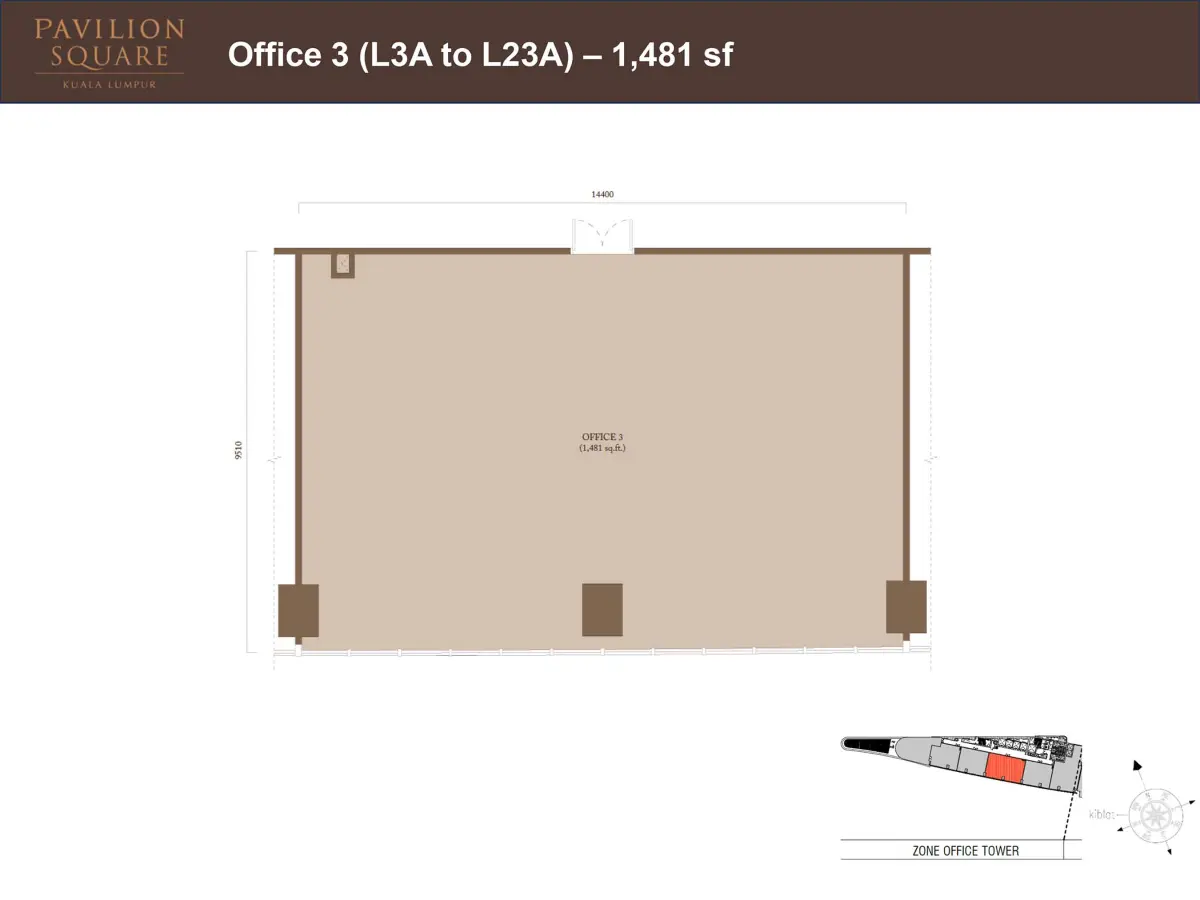 PAVILION
SQUARE
KUALA LUMPUR
Office 3 (L3A to L23A) – 1,481 sf
14400
9510
OFFICE 3
(1,481 sq.ft.)
kiblat
ZONE OFFICE TOWER